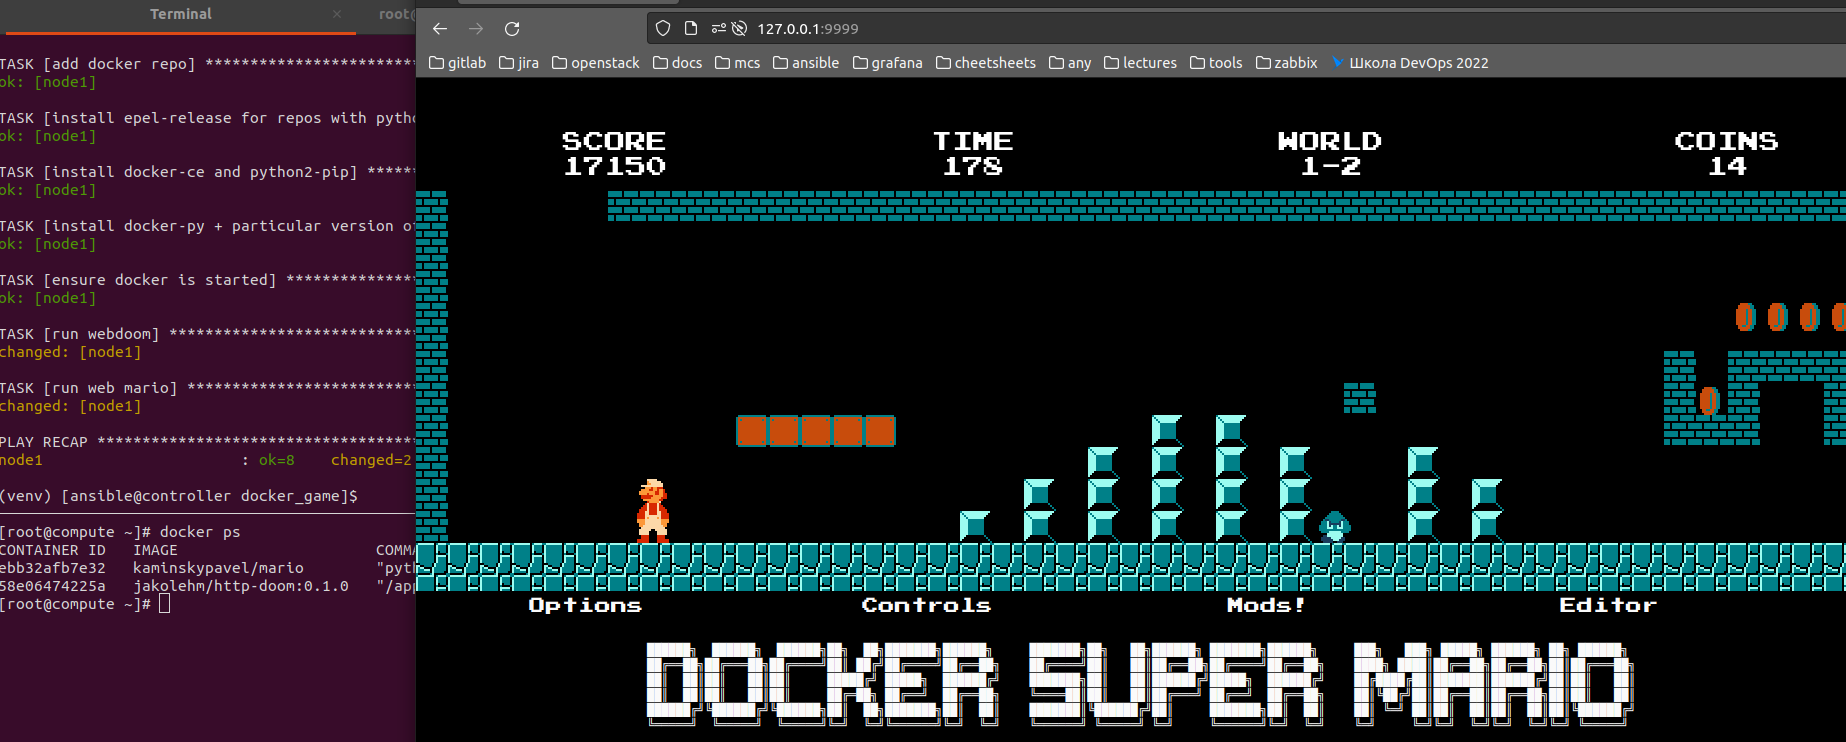 Terminal
root@
TASK [add docker repo] ************************
ok: [node1]
TASK [install epel-release for repos with pytho
ok: [node1]
TASK [install docker-ce and python2-pip] ******
ok: [node1]
TASK [install docker-py + particular version of
ok: [node1]
TASK [ensure docker is started] ***************
ok: [node1]
TASK [run webdoom] ****************************
changed: [node1]
TASK [run web mario] **************************
changed: [node1]
PLAY RECAP ************************************
node1 : ok=8 changed=2
(venv) [ansible@controller docker_game]$
[root@compute ~]# docker ps
CONTAINER ID IMAGE COMMA
ebb32afb7e32 kaminskypavel/mario "pyth
58e06474225a jakolehm/http-doom:0.1.0 "/app
[root@compute ~]#
127.0.0.1:9999
gitlab jira openstack docs mcs ansible grafana cheetsheets any lectures tools zabbix Школа DevOps 2022
SCORE TIME WORLD COINS
17150 178 1-2 14
Options Controls Mods! Editor
DOCKER SUPER MARIO